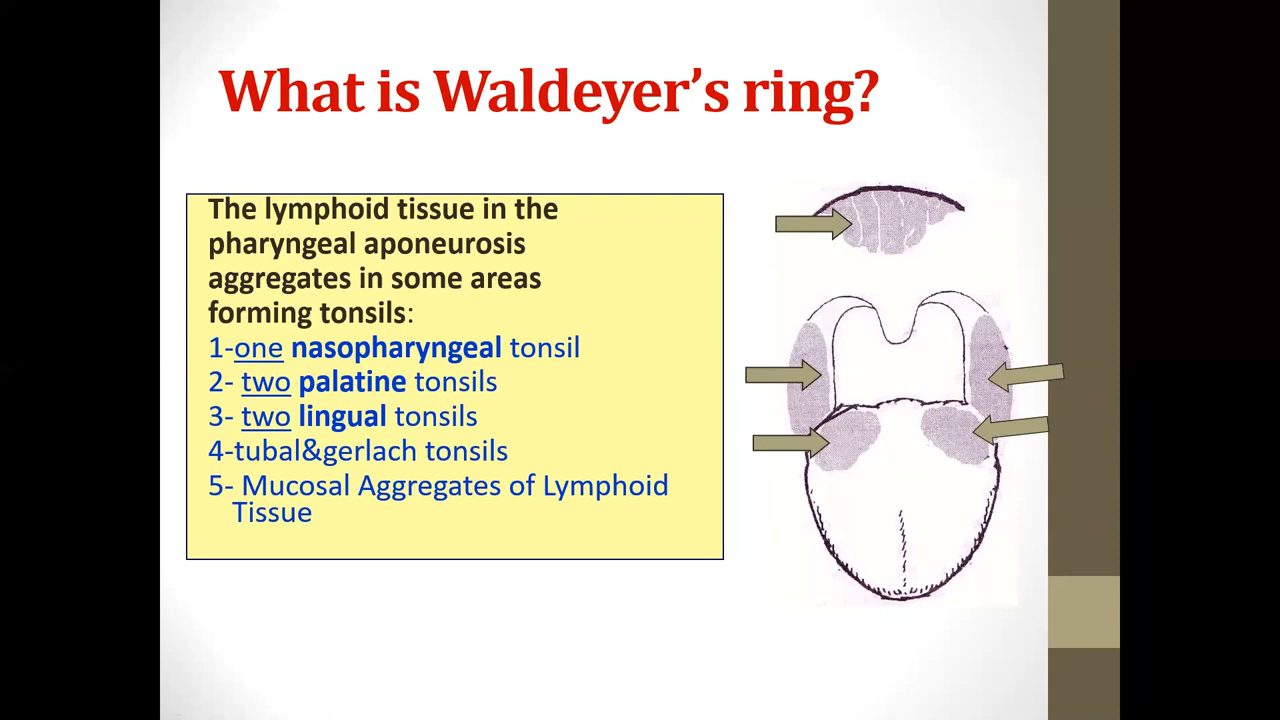 What is Waldeyer’s ring?
The lymphoid tissue in the
pharyngeal aponeurosis
aggregates in some areas
forming tonsils:
1-one nasopharyngeal tonsil
2- two palatine tonsils
3- two lingual tonsils
4-tubal&gerlach tonsils
5- Mucosal Aggregates of Lymphoid
Tissue